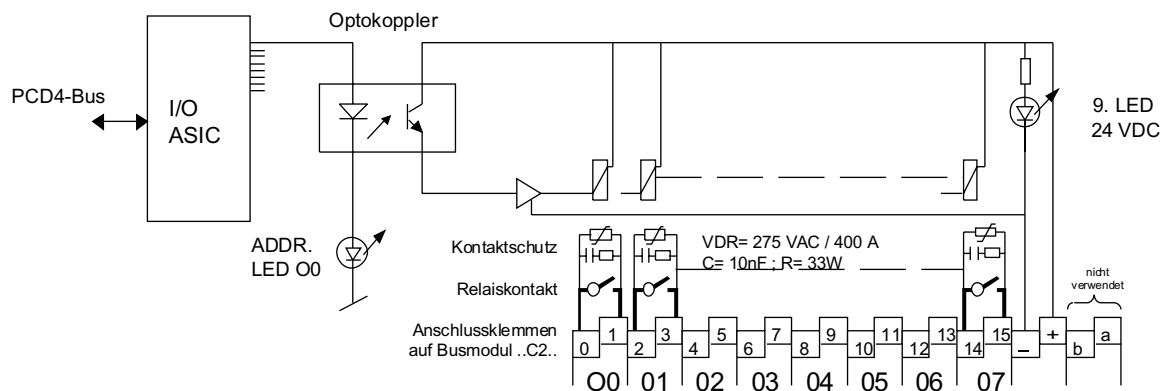 Optokoppler
PCD4-Bus
I/O
ASIC
9. LED
24 VDC
ADDR.
LED O0
Kontaktschutz
VDR= 275 VAC / 400 A
C= 10nF ; R= 33W
Relaiskontakt
nicht
verwendet
Anschlussklemmen
auf Busmodul ..C2..
0 1 2 3 4 5 6 7 8 9 10 11 12 13 14 15 – + b a
O0 01 02 03 04 05 06 07